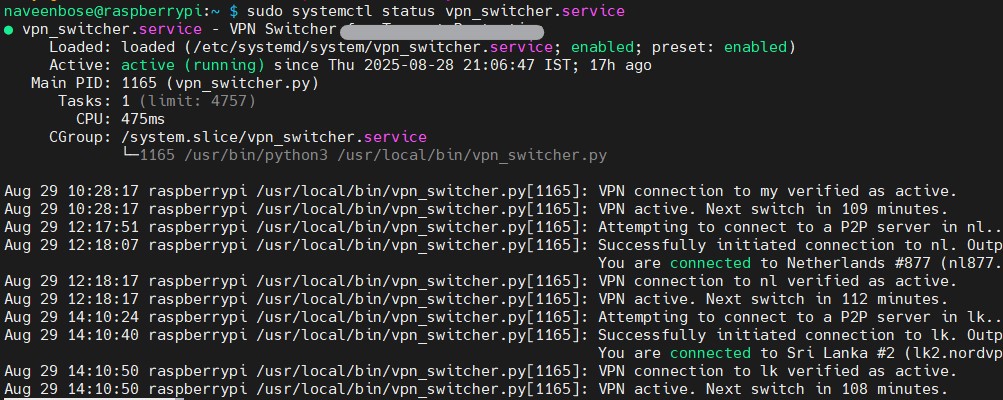 naveenbose@raspberrypi:~ $ sudo systemctl status vpn_switcher.service
● vpn_switcher.service - VPN Switcher
Loaded: loaded (/etc/systemd/system/vpn_switcher.service; enabled; preset: enabled)
Active: active (running) since Thu 2025-08-28 21:06:47 IST; 17h ago
Main PID: 1165 (vpn_switcher.py)
Tasks: 1 (limit: 4757)
CPU: 475ms
CGroup: /system.slice/vpn_switcher.service
└─1165 /usr/bin/python3 /usr/local/bin/vpn_switcher.py
Aug 29 10:28:17 raspberrypi /usr/local/bin/vpn_switcher.py[1165]: VPN connection to my verified as active.
Aug 29 10:28:17 raspberrypi /usr/local/bin/vpn_switcher.py[1165]: VPN active. Next switch in 109 minutes.
Aug 29 12:17:51 raspberrypi /usr/local/bin/vpn_switcher.py[1165]: Attempting to connect to a P2P server in nl..
Aug 29 12:18:07 raspberrypi /usr/local/bin/vpn_switcher.py[1165]: Successfully initiated connection to nl. Outp
You are connected to Netherlands #877 (nl877.
Aug 29 12:18:17 raspberrypi /usr/local/bin/vpn_switcher.py[1165]: VPN connection to nl verified as active.
Aug 29 12:18:17 raspberrypi /usr/local/bin/vpn_switcher.py[1165]: VPN active. Next switch in 112 minutes.
Aug 29 14:10:24 raspberrypi /usr/local/bin/vpn_switcher.py[1165]: Attempting to connect to a P2P server in lk..
Aug 29 14:10:40 raspberrypi /usr/local/bin/vpn_switcher.py[1165]: Successfully initiated connection to lk. Outp
You are connected to Sri Lanka #2 (lk2.nordvp
Aug 29 14:10:50 raspberrypi /usr/local/bin/vpn_switcher.py[1165]: VPN connection to lk verified as active.
Aug 29 14:10:50 raspberrypi /usr/local/bin/vpn_switcher.py[1165]: VPN active. Next switch in 108 minutes.